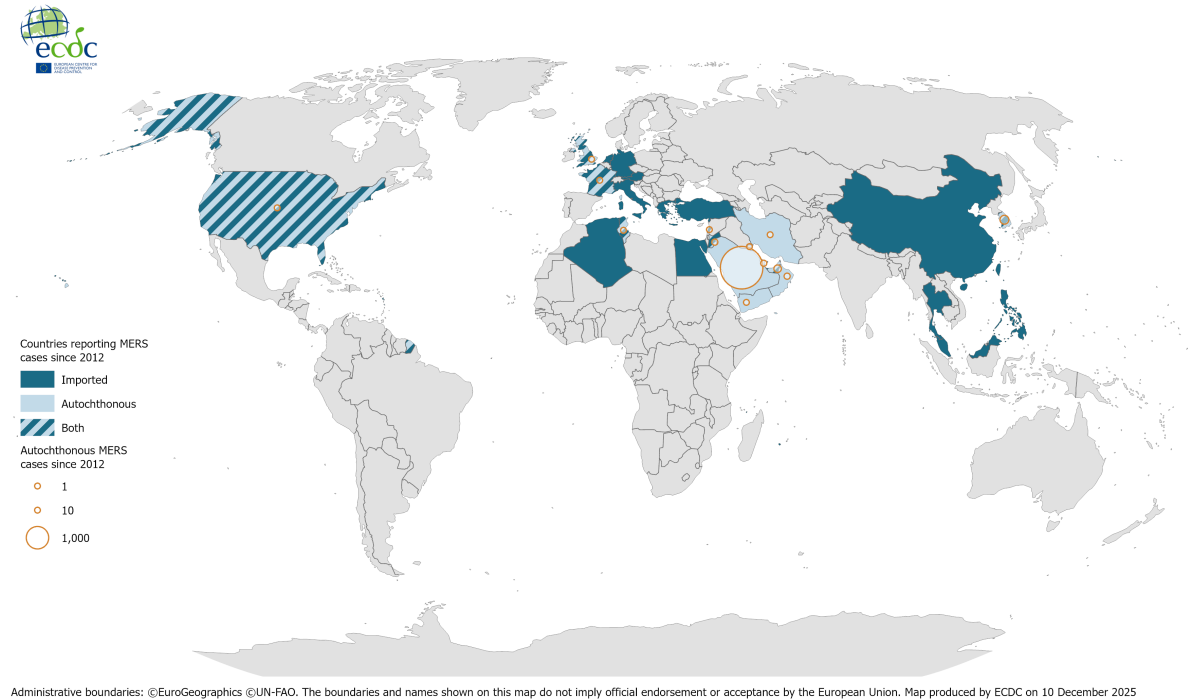 ecdc
EUROPEAN CENTRE FOR
DISEASE PREVENTION
AND CONTROL
Countries reporting MERS
cases since 2012
Imported
Autochthonous
Both
Autochthonous MERS
cases since 2012
1
10
1,000
Administrative boundaries: ©EuroGeographics ©UN-FAO. The boundaries and names shown on this map do not imply official endorsement or acceptance by the European Union. Map produced by ECDC on 10 December 2025